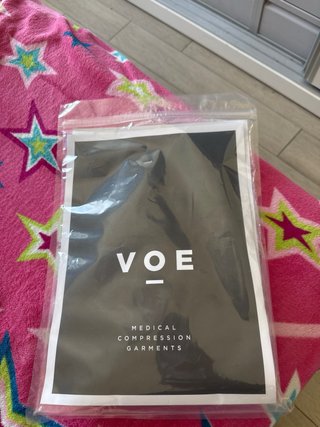 VOE
MEDICAL
COMPRESSION
GARMENTS